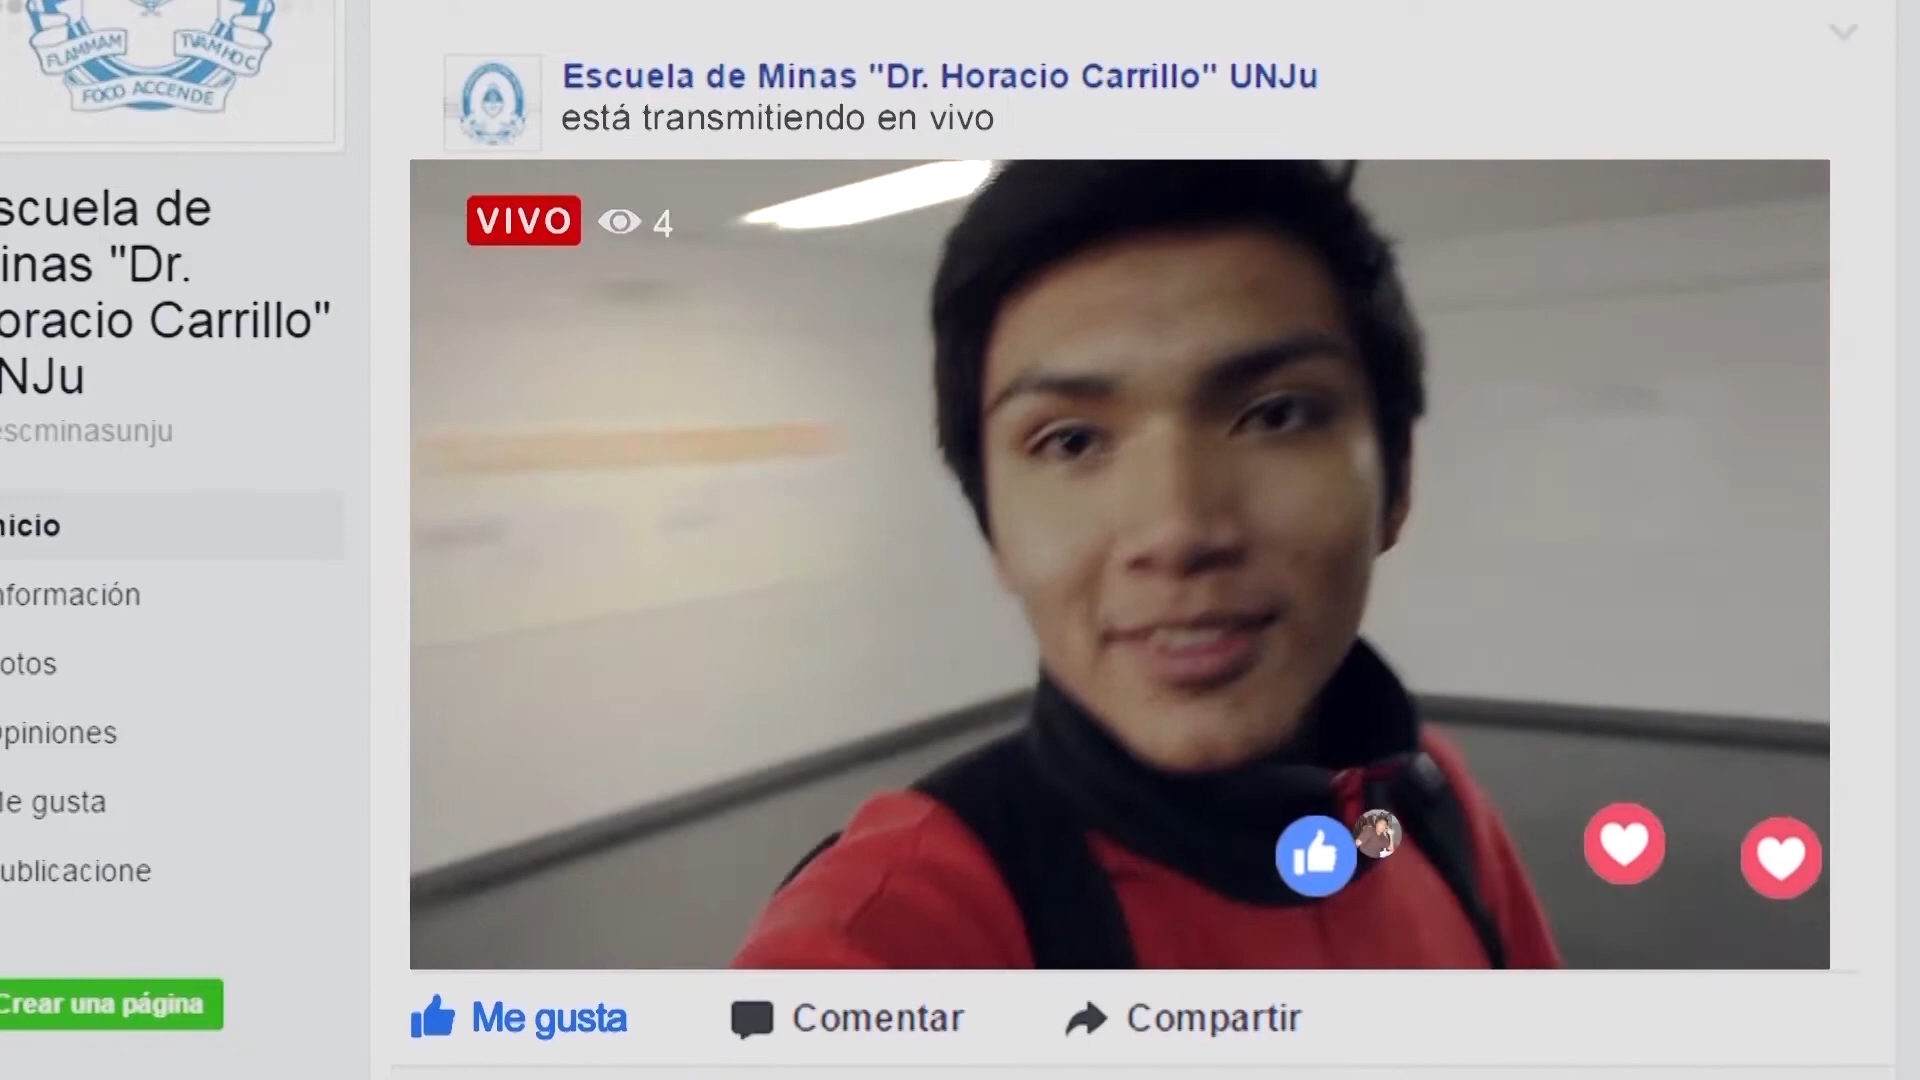 FLAMMAM
TVAM HOC
FOCO ACCENDE
scuela de
inas "Dr.
oracio Carrillo"
NJu
escminasunju
nicio
nformación
otos
piniones
e gusta
ublicacione
Crear una página
Escuela de Minas "Dr. Horacio Carrillo" UNJu
está transmitiendo en vivo
VIVO 4
Me gusta Comentar Compartir